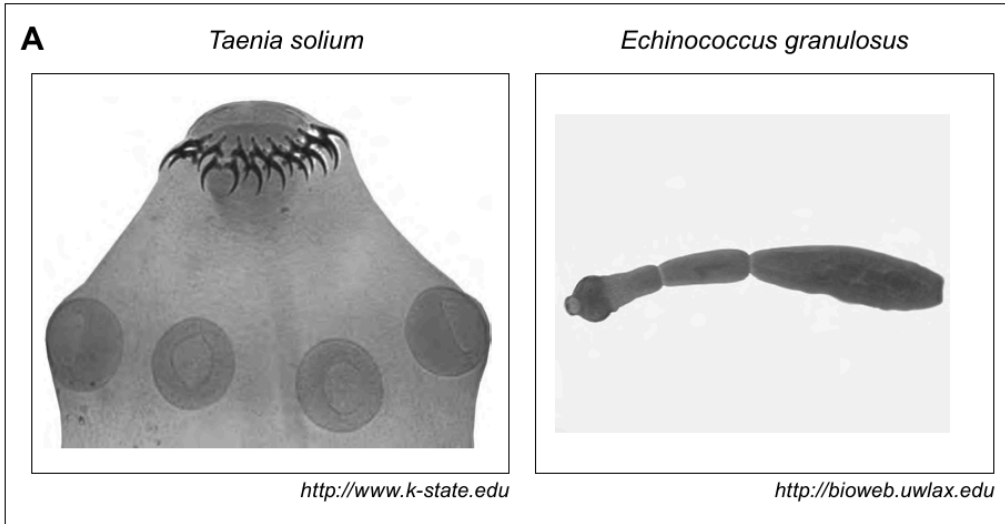 A
Taenia solium
Echinococcus granulosus
http://www.k-state.edu
http://bioweb.uwlax.edu